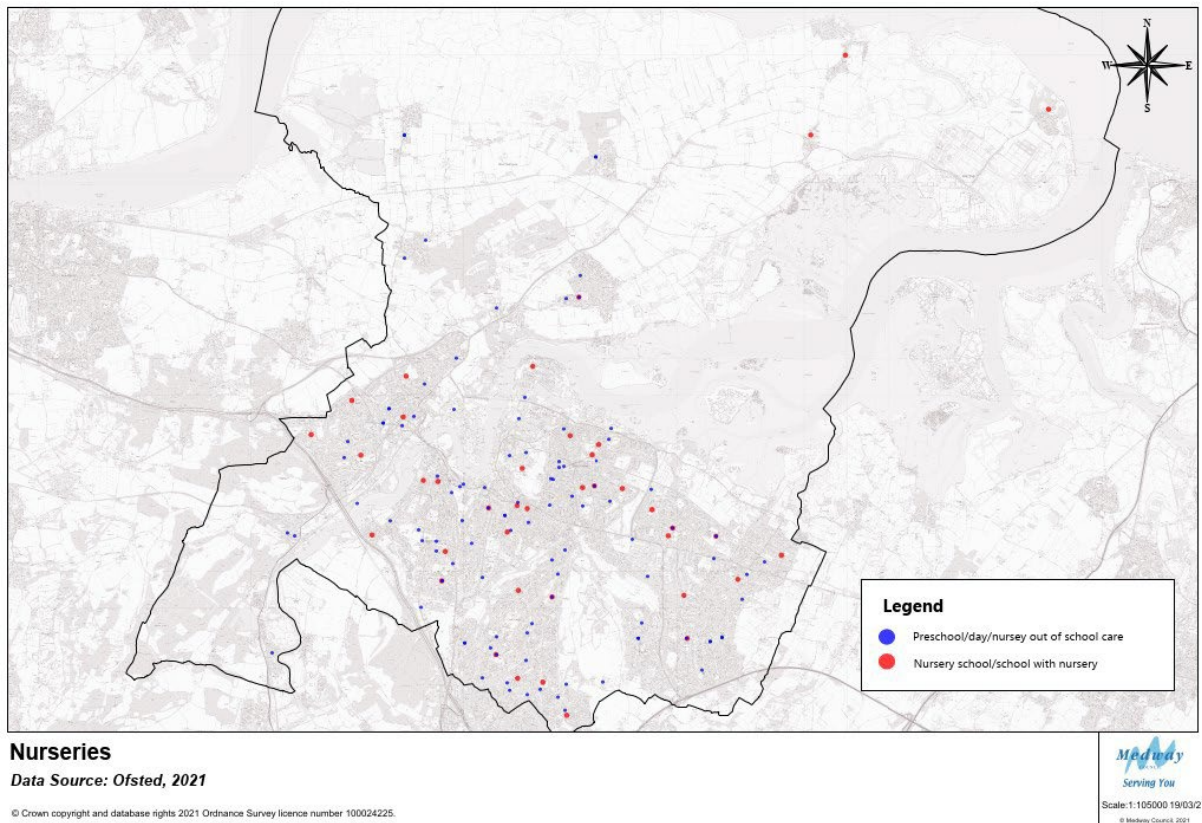 N
W E
S
Legend
Preschool/day/nursey out of school care
Nursery school/school with nursery
Nurseries
Data Source: Ofsted, 2021
© Crown copyright and database rights 2021 Ordnance Survey licence number 100024225.
Medway
COUNCIL
Serving You
Scale:1:105000 19/03/2
© Medway Council, 2021